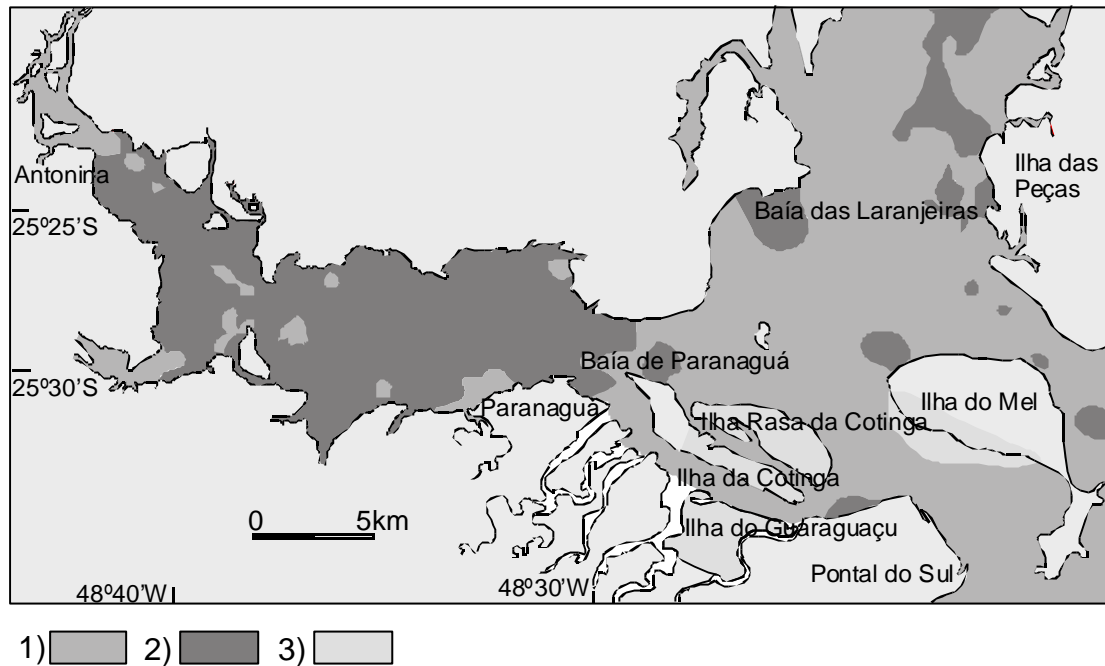 Antonina
25º25'S
25º30'S
Ilha das
Peças
Baía das Laranjeiras
Baía de Paranaguá
Paranaguá
Ilha Rasa da Cotinga
Ilha do Mel
Ilha da Cotinga
Ilha do Guaraguaçu
Pontal do Sul
0 5km
48º40'W
48º30'W
1) 2) 3)